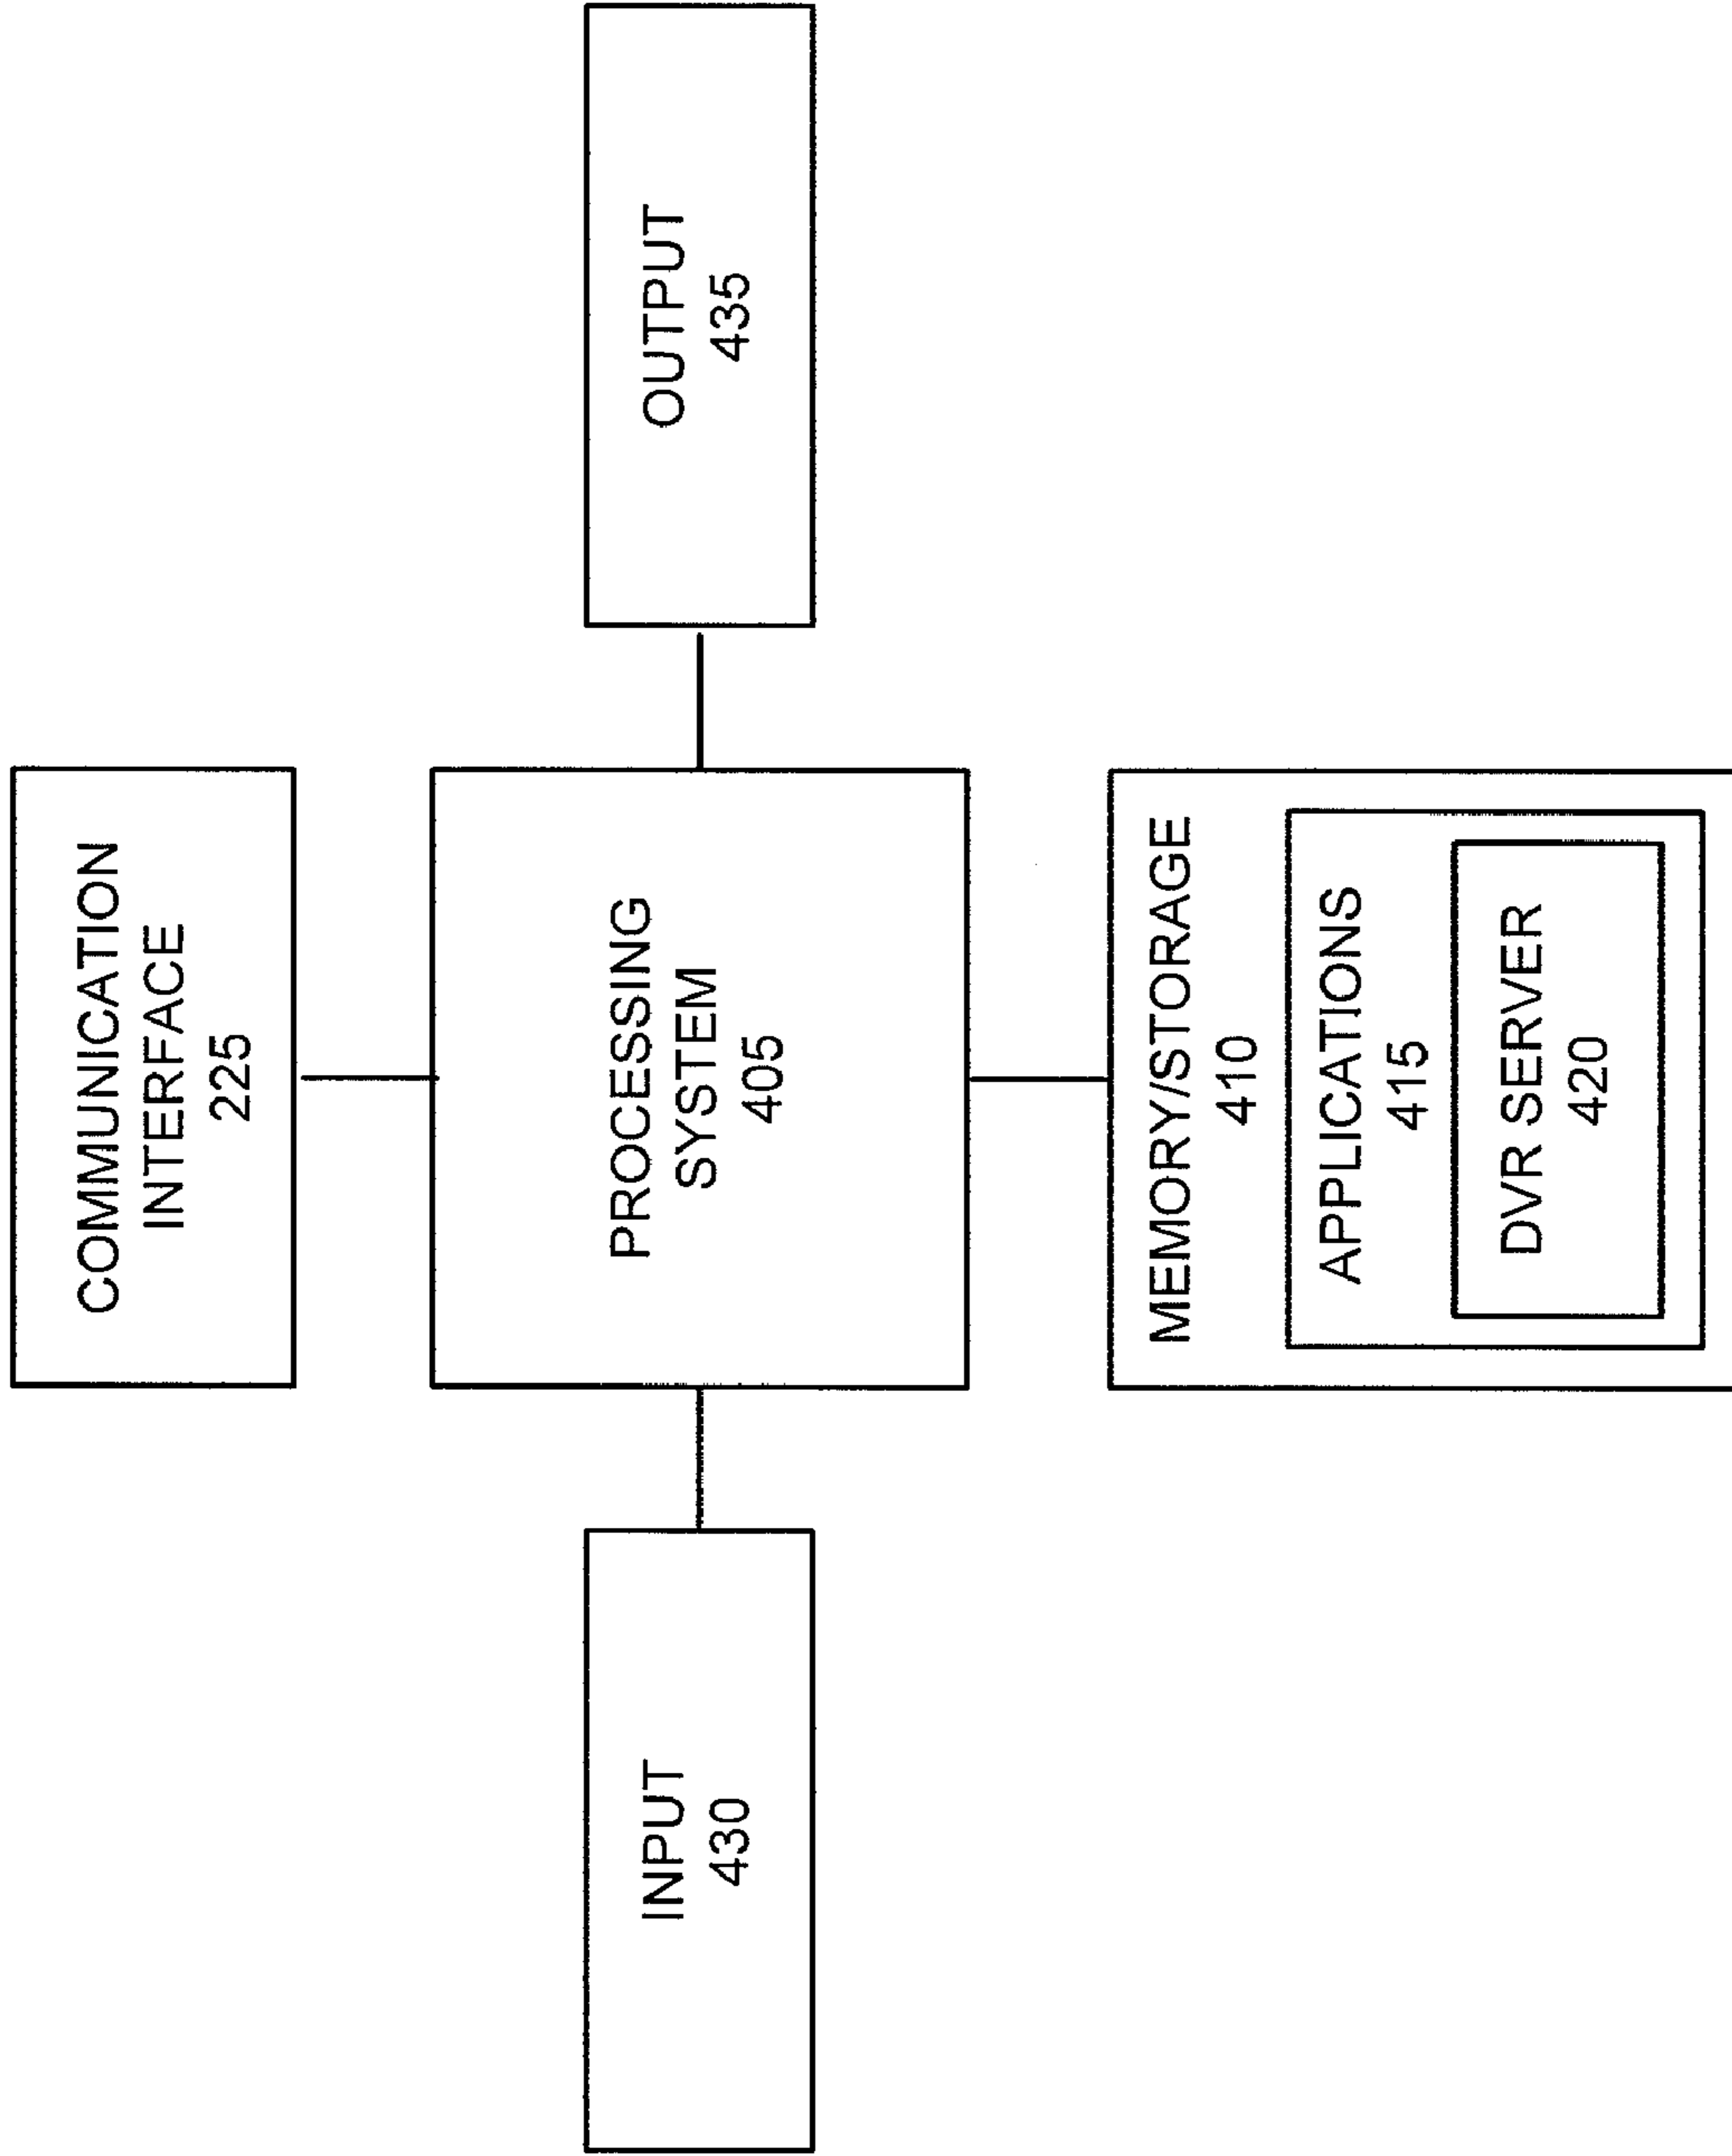 COMMUNICATION
INTERFACE
225
INPUT
430
PROCESSING
SYSTEM
405
OUTPUT
435
MEMORY/STORAGE
410
APPLICATIONS
415
DVR SERVER
420